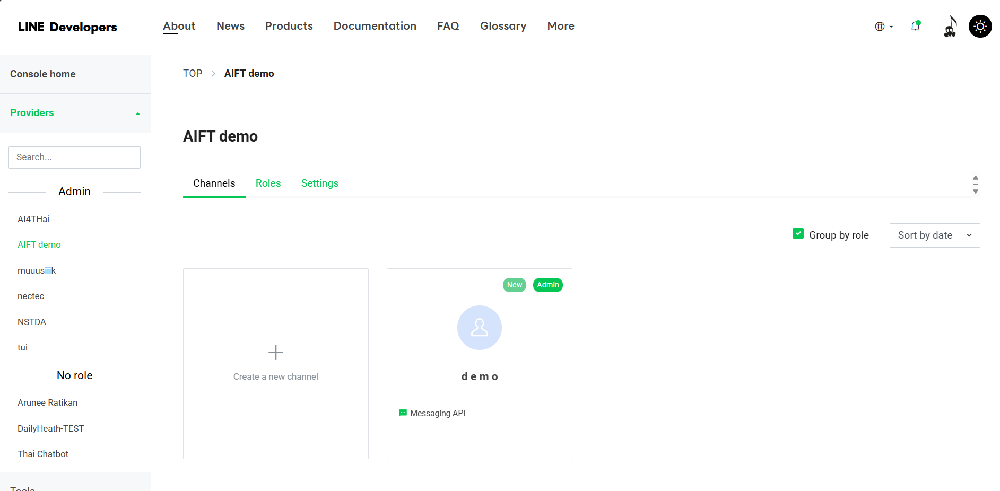 LINE Developers
About News Products Documentation FAQ Glossary More
Console home
Providers
Search...
Admin
AI4THai
AIFT demo
muuusiiik
nectec
NSTDA
tui
No role
Arunee Ratikan
DailyHeath-TEST
Thai Chatbot
Tools
TOP > AIFT demo
AIFT demo
Channels Roles Settings
Group by role Sort by date
Create a new channel
New Admin
d e m o
Messaging API